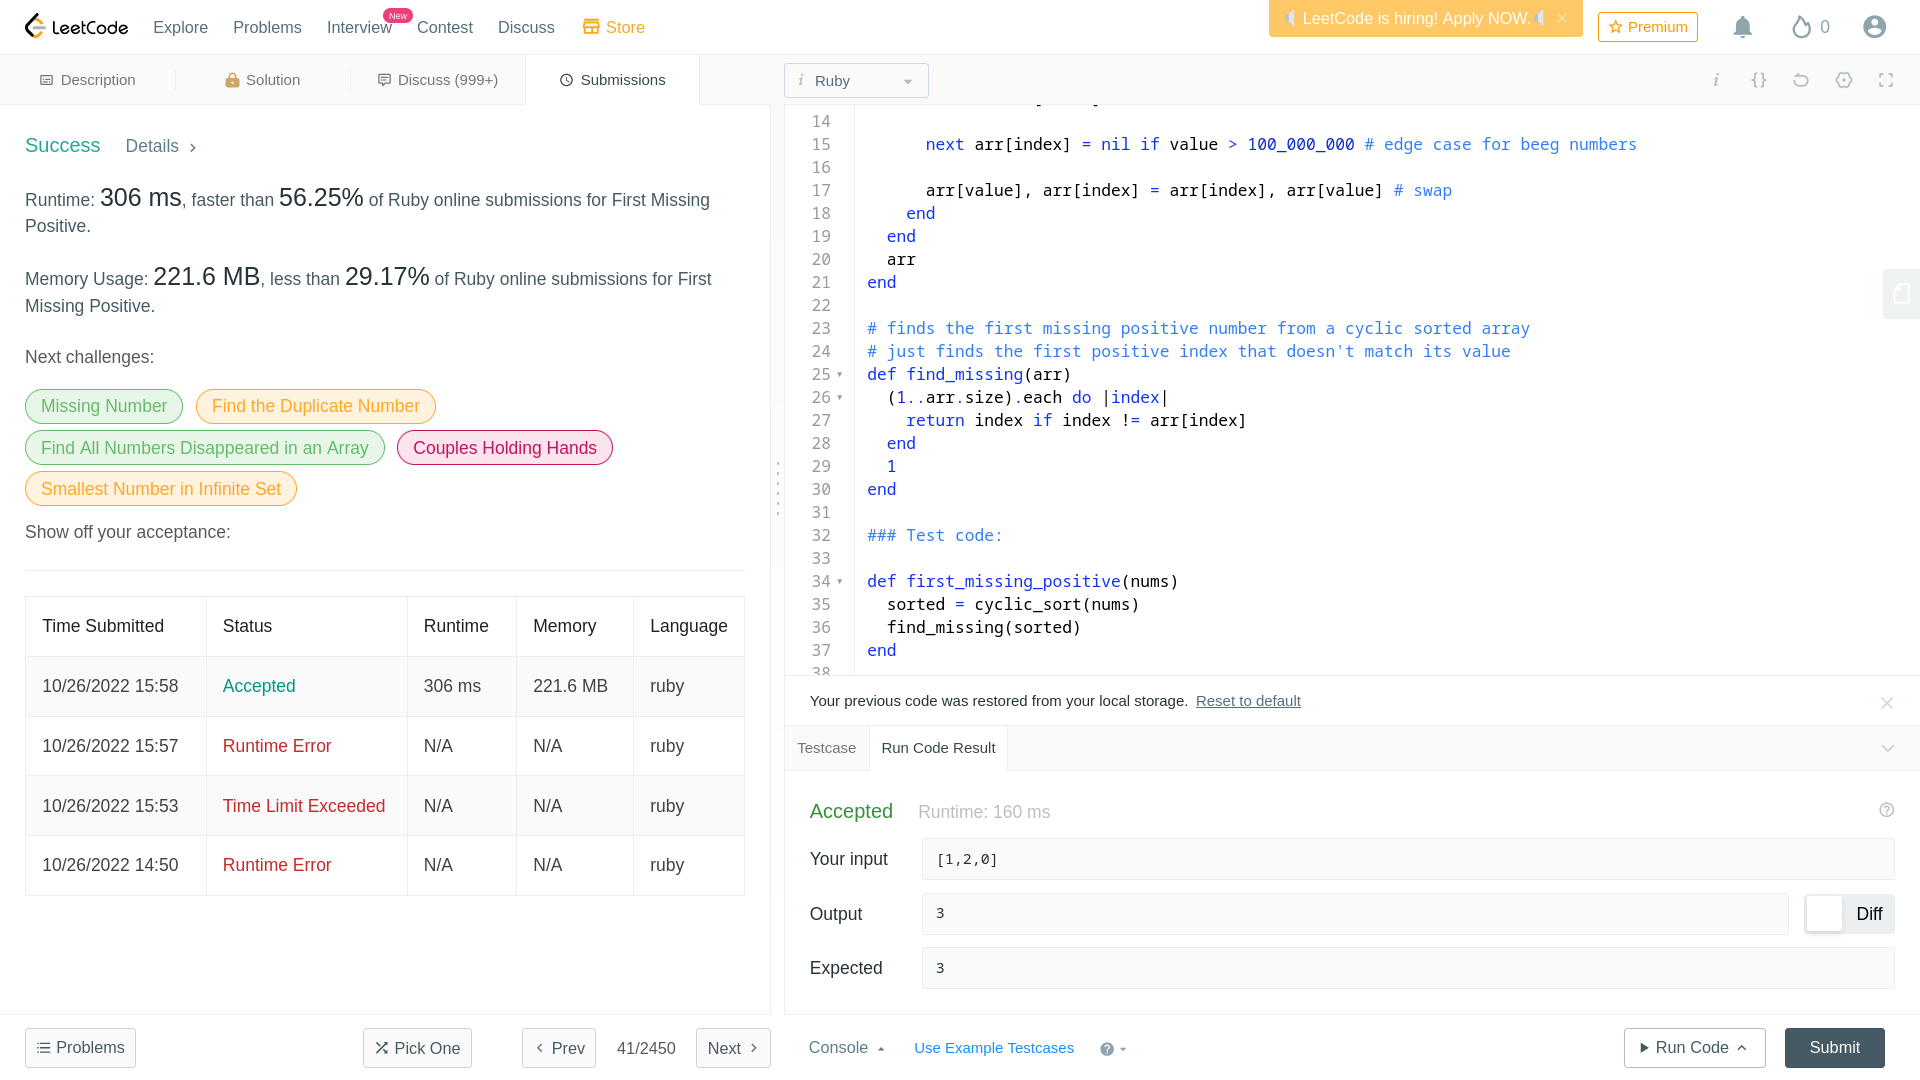 LeetCode
Explore
Problems
Interview
New
Contest
Discuss
Store
LeetCode is hiring! Apply NOW.
Premium
0
Description
Solution
Discuss (999+)
Submissions
i Ruby
i
{}
Success Details
Runtime: 306 ms, faster than 56.25% of Ruby online submissions for First Missing
Positive.
Memory Usage: 221.6 MB, less than 29.17% of Ruby online submissions for First
Missing Positive.
Next challenges:
Missing Number
Find the Duplicate Number
Find All Numbers Disappeared in an Array
Couples Holding Hands
Smallest Number in Infinite Set
Show off your acceptance:
Time Submitted Status Runtime Memory Language
10/26/2022 15:58 Accepted 306 ms 221.6 MB ruby
10/26/2022 15:57 Runtime Error N/A N/A ruby
10/26/2022 15:53 Time Limit Exceeded N/A N/A ruby
10/26/2022 14:50 Runtime Error N/A N/A ruby
14
15 next arr[index] = nil if value > 100_000_000 # edge case for beeg numbers
16
17 arr[value], arr[index] = arr[index], arr[value] # swap
18 end
19 end
20 arr
21 end
22
23 # finds the first missing positive number from a cyclic sorted array
24 # just finds the first positive index that doesn't match its value
25 def find_missing(arr)
26 (1..arr.size).each do |index|
27 return index if index != arr[index]
28 end
29 1
30 end
31
32 ### Test code:
33
34 def first_missing_positive(nums)
35 sorted = cyclic_sort(nums)
36 find_missing(sorted)
37 end
38
Your previous code was restored from your local storage. Reset to default
Testcase
Run Code Result
Accepted Runtime: 160 ms
Your input [1,2,0]
Output 3 Diff
Expected 3
Problems
Pick One
Prev
41/2450
Next
Console
Use Example Testcases
Run Code
Submit